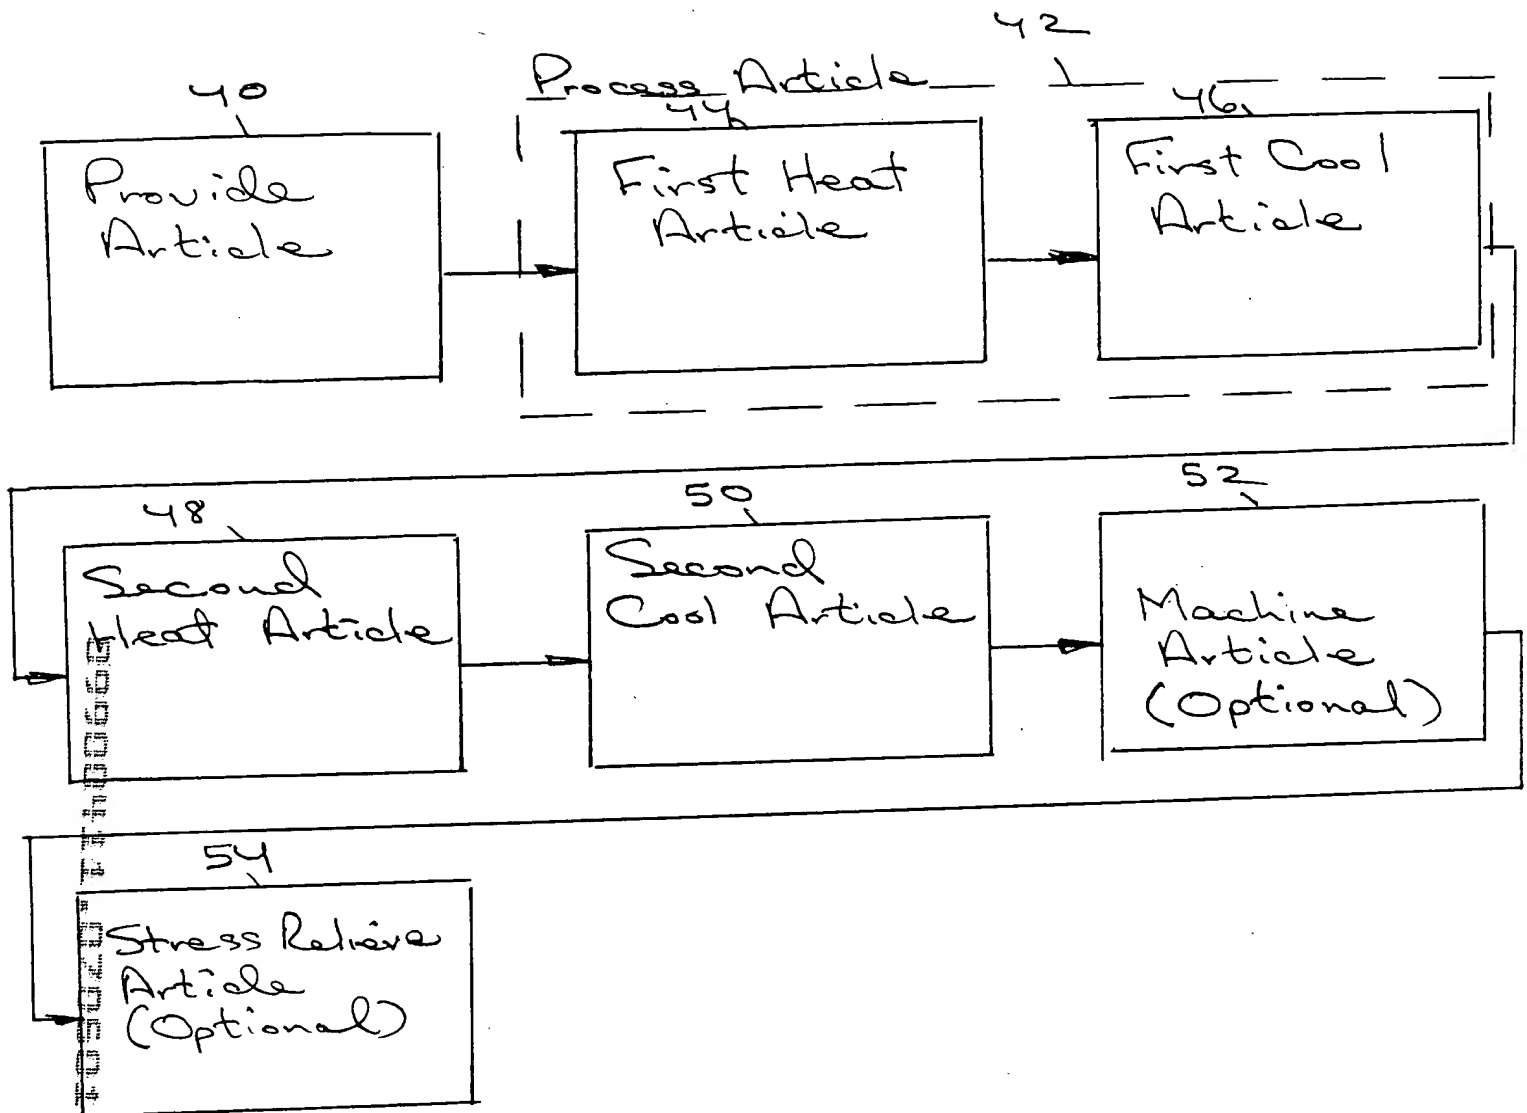 42
Process Article
40
44
46
Provide
Article
First Heat
Article
First Cool
Article
48
50
52
Second
Heat Article
Second
Cool Article
Machine
Article
(Optional)
54
Stress Relieve
Article
(Optional)